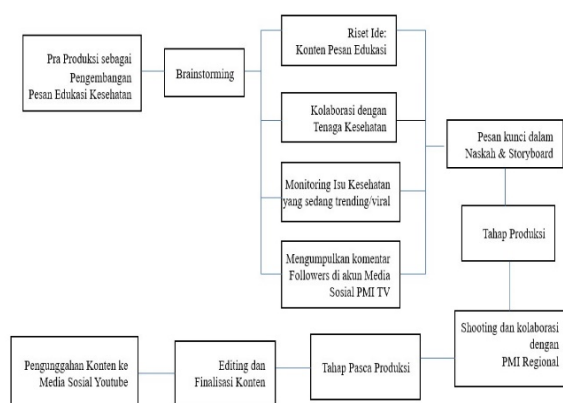 Pra Produksi sebagai
Pengembangan
Pesan Edukasi Kesehatan
Brainstorming
Riset Ide:
Konten Pesan Edukasi
Kolaborasi dengan
Tenaga Kesehatan
Monitoring Isu Kesehatan
yang sedang trending/viral
Mengumpulkan komentar
Followers di akun Media
Sosial PMI TV
Pesan kunci dalam
Naskah & Storyboard
Tahap Produksi
Shooting dan kolaborasi
dengan
PMI Regional
Tahap Pasca Produksi
Editing dan
Finalisasi Konten
Pengunggahan Konten ke
Media Sosial Youtube